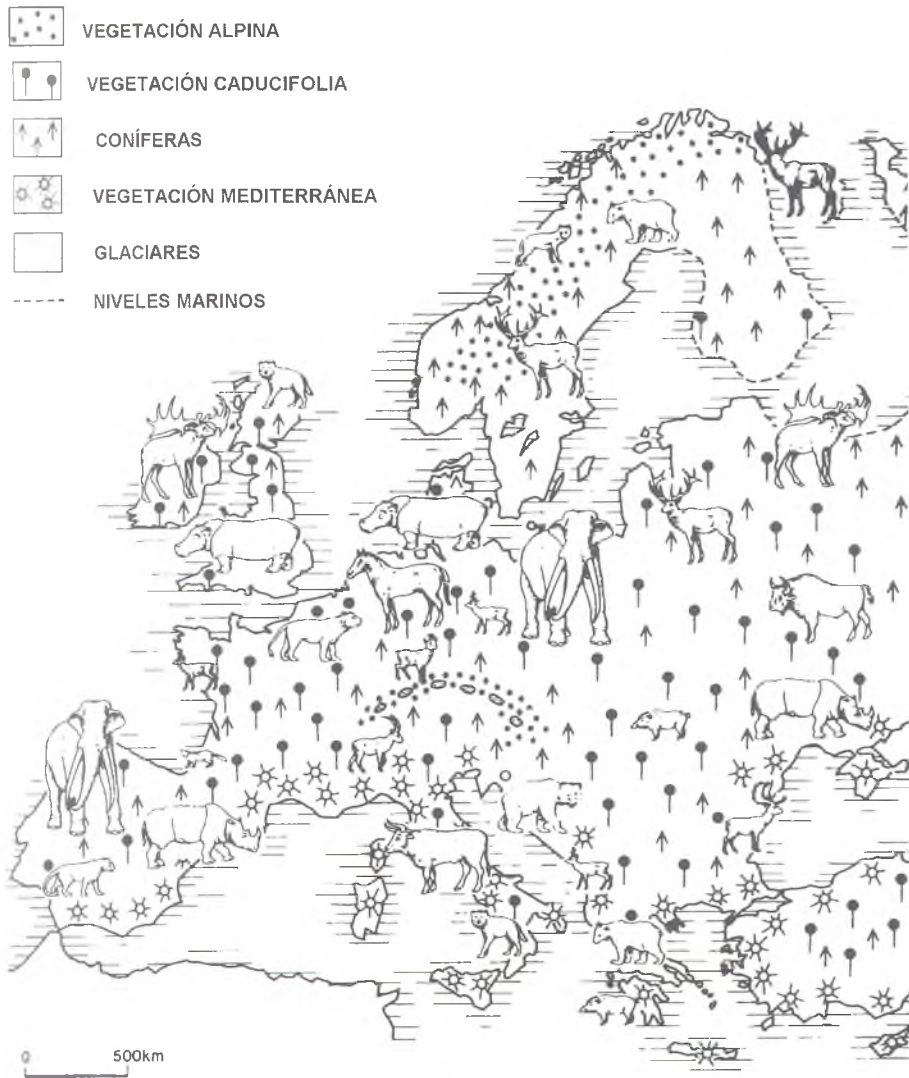 VEGETACIÓN ALPINA
VEGETACIÓN CADUCIFOLIA
CONÍFERAS
VEGETACIÓN MEDITERRÁNEA
GLACIARES
NIVELES MARINOS
0 500km